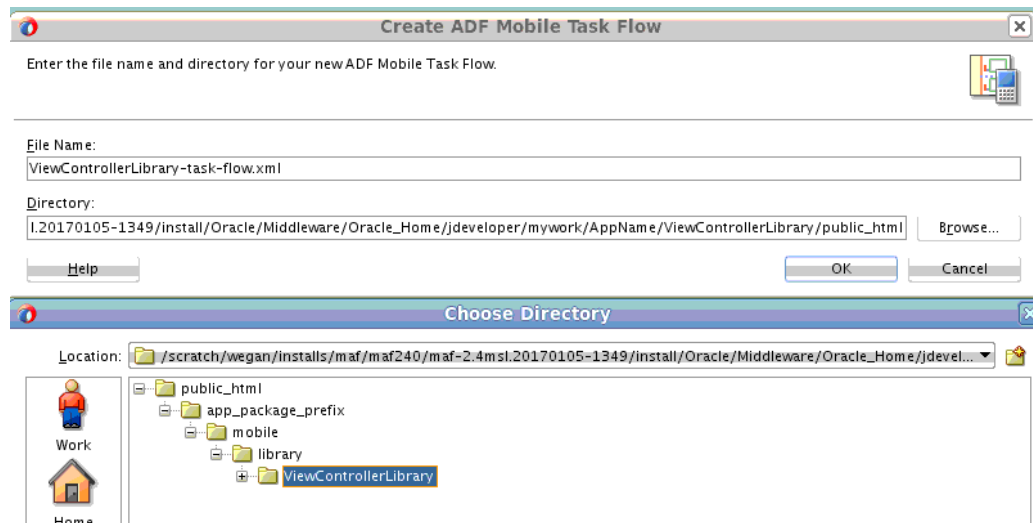 Create ADF Mobile Task Flow
Enter the file name and directory for your new ADF Mobile Task Flow.
File Name:
ViewControllerLibrary-task-flow.xml
Directory:
l.20170105-1349/install/Oracle/Middleware/Oracle_Home/jdeveloper/mywork/AppName/ViewControllerLibrary/public_html
Browse...
Help
OK
Cancel
Choose Directory
Location:
/scratch/wegan/installs/maf/maf240/maf-2.4msl.20170105-1349/install/Oracle/Middleware/Oracle_Home/jdevel...
Work
Home
public_html
app_package_prefix
mobile
library
ViewControllerLibrary